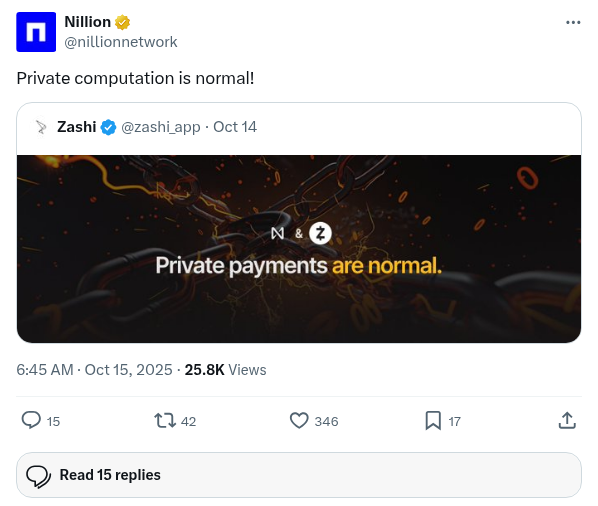 Nillion
@nillionnetwork
Private computation is normal!
Zashi @zashi_app · Oct 14
&
Private payments are normal.
6:45 AM · Oct 15, 2025 · 25.8K Views
15 42 346 17
Read 15 replies